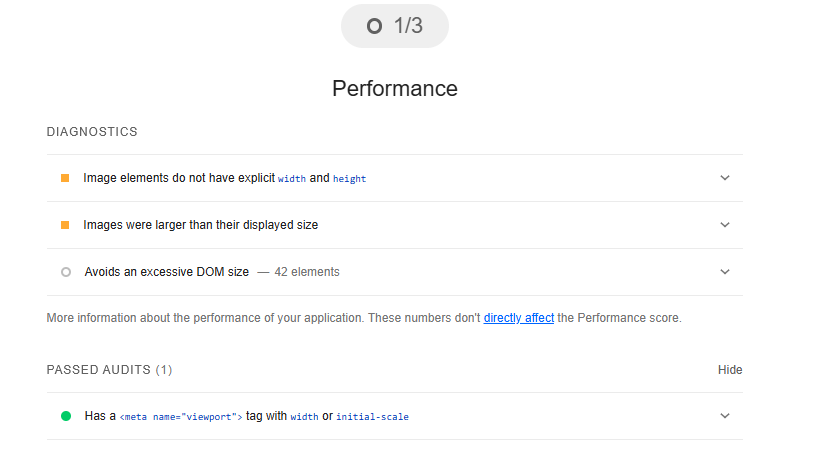 1/3
Performance
DIAGNOSTICS
Image elements do not have explicit width and height
Images were larger than their displayed size
Avoids an excessive DOM size — 42 elements
More information about the performance of your application. These numbers don't directly affect the Performance score.
PASSED AUDITS (1) Hide
Has a <meta name="viewport"> tag with width or initial-scale